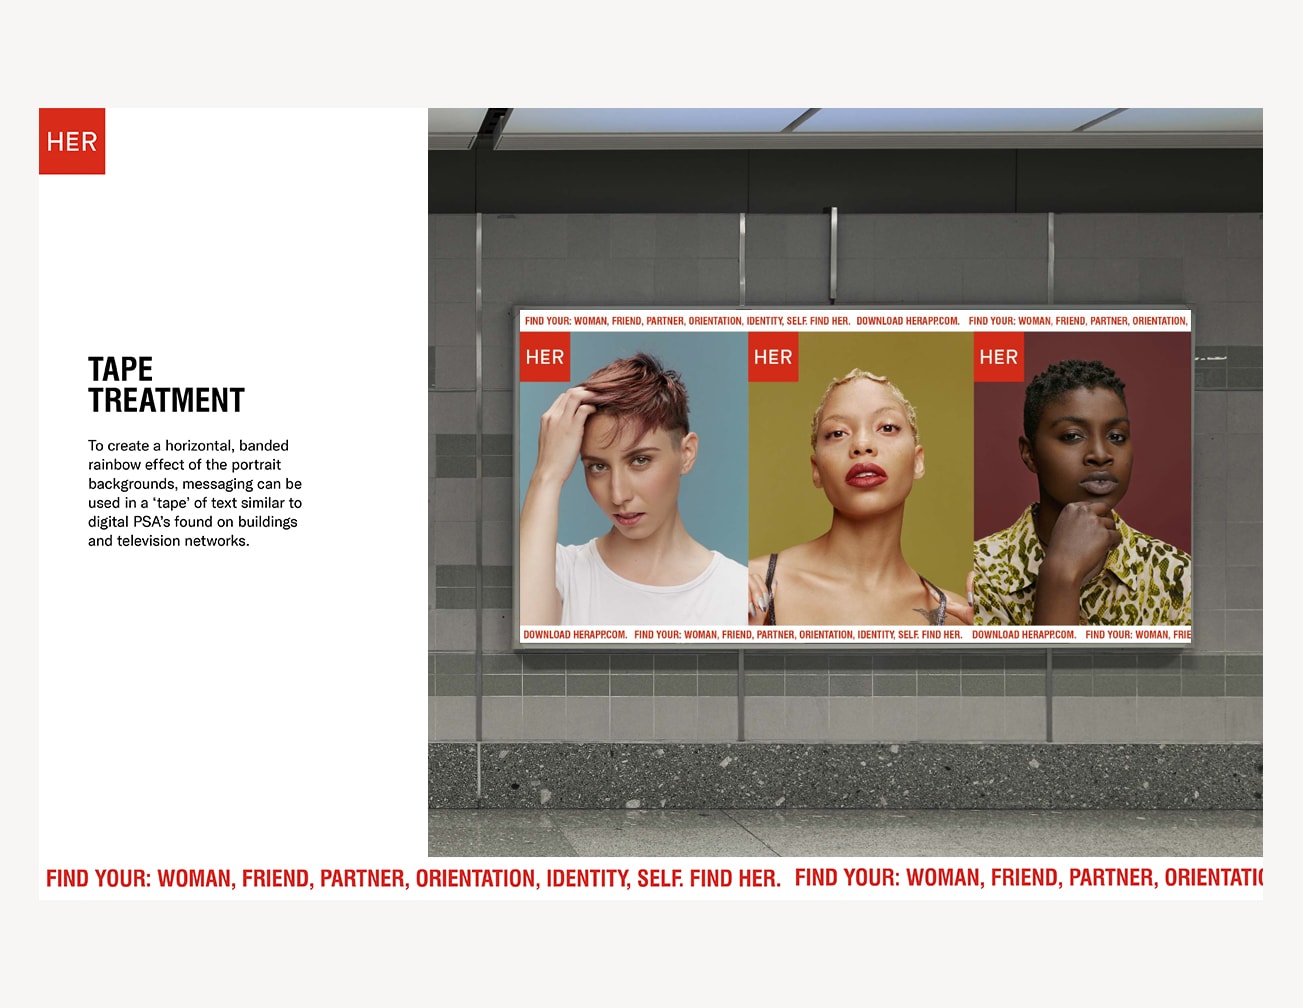 HER
TAPE
TREATMENT
To create a horizontal, banded
rainbow effect of the portrait
backgrounds, messaging can be
used in a ‘tape’ of text similar to
digital PSA’s found on buildings
and television networks.
FIND YOUR: WOMAN, FRIEND, PARTNER, ORIENTATION, IDENTITY, SELF. FIND HER. DOWNLOAD HERAPP.COM. FIND YOUR: WOMAN, FRIEND, PARTNER, ORIENTATION,
HER HER HER
DOWNLOAD HERAPP.COM. FIND YOUR: WOMAN, FRIEND, PARTNER, ORIENTATION, IDENTITY, SELF. FIND HER. DOWNLOAD HERAPP.COM. FIND YOUR: WOMAN, FRIE
FIND YOUR: WOMAN, FRIEND, PARTNER, ORIENTATION, IDENTITY, SELF. FIND HER. FIND YOUR: WOMAN, FRIEND, PARTNER, ORIENTATIO